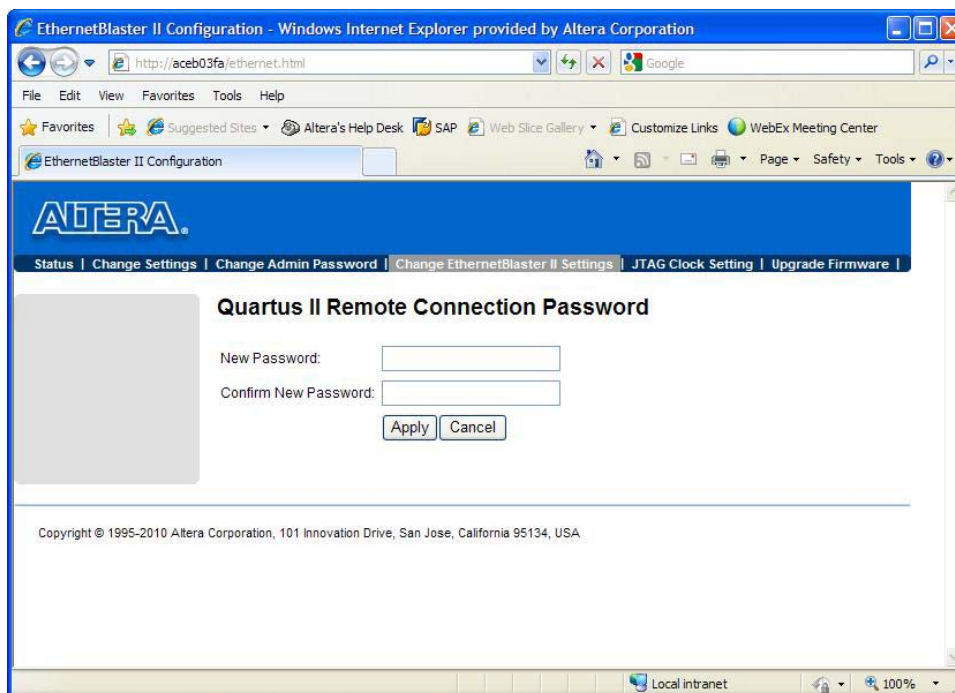 EthernetBlaster II Configuration - Windows Internet Explorer provided by Altera Corporation
http://aceb03fa/ethernet.html Google
File Edit View Favorites Tools Help
Favorites Suggested Sites Altera's Help Desk SAP Web Slice Gallery Customize Links WebEx Meeting Center
EthernetBlaster II Configuration Page Safety Tools
ALTERA.
Status | Change Settings | Change Admin Password | Change EthernetBlaster II Settings | JTAG Clock Setting | Upgrade Firmware |
Quartus II Remote Connection Password
New Password:
Confirm New Password:
Apply Cancel
Copyright © 1995-2010 Altera Corporation, 101 Innovation Drive, San Jose, California 95134, USA
Local intranet 100%